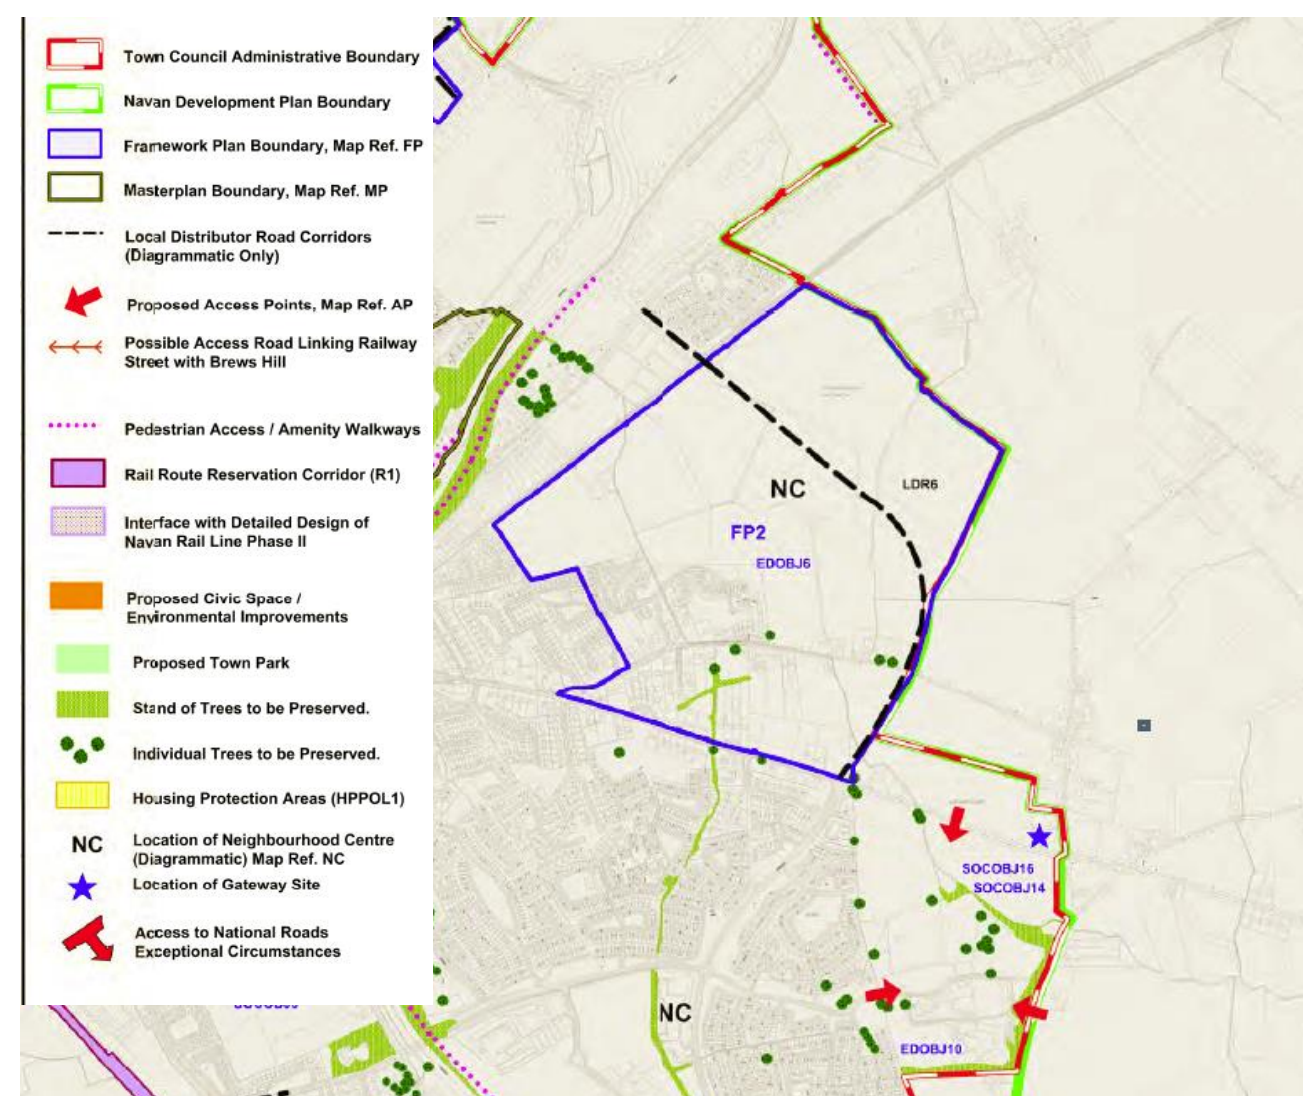 Town Council Administrative Boundary
Navan Development Plan Boundary
Framework Plan Boundary, Map Ref. FP
Masterplan Boundary, Map Ref. MP
Local Distributor Road Corridors
(Diagrammatic Only)
Proposed Access Points, Map Ref. AP
Possible Access Road Linking Railway
Street with Brews Hill
Pedestrian Access / Amenity Walkways
Rail Route Reservation Corridor (R1)
Interface with Detailed Design of
Navan Rail Line Phase II
Proposed Civic Space /
Environmental Improvements
Proposed Town Park
Stand of Trees to be Preserved.
Individual Trees to be Preserved.
Housing Protection Areas (HPPOL1)
NC
Location of Neighbourhood Centre
(Diagrammatic) Map Ref. NC
Location of Gateway Site
Access to National Roads
Exceptional Circumstances
NC
LDR6
FP2
EDOBJ6
SOCOBJ16
SOCOBJ14
NC
EDOBJ10